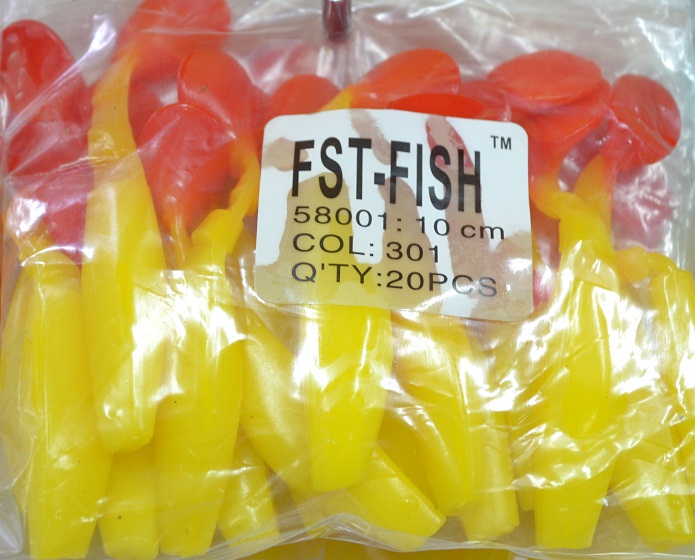 FST-FISH™
58001: 10 cm
COL: 301
Q'TY:20PCS